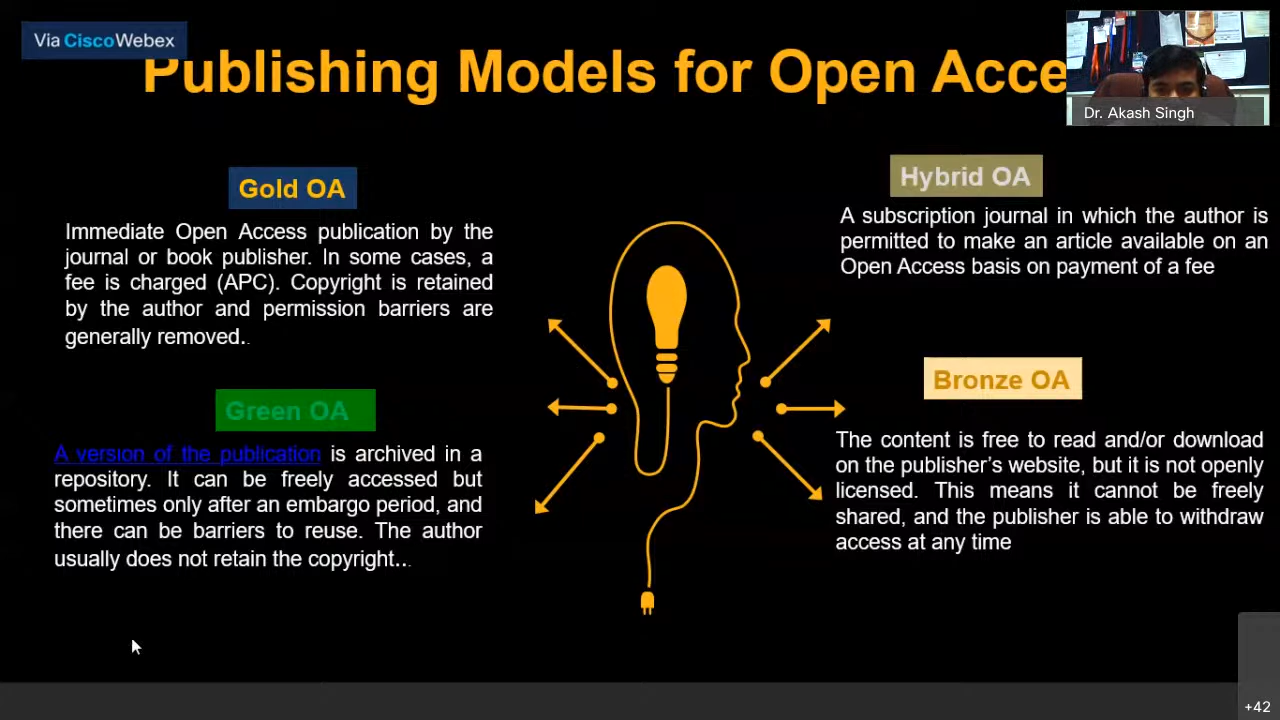 Via CiscoWebex
Publishing Models for Open Acce
Dr. Akash Singh
Gold OA
Immediate Open Access publication by the
journal or book publisher. In some cases, a
fee is charged (APC). Copyright is retained
by the author and permission barriers are
generally removed..
Green OA
A version of the publication is archived in a
repository. It can be freely accessed but
sometimes only after an embargo period, and
there can be barriers to reuse. The author
usually does not retain the copyright...
Hybrid OA
A subscription journal in which the author is
permitted to make an article available on an
Open Access basis on payment of a fee
Bronze OA
The content is free to read and/or download
on the publisher's website, but it is not openly
licensed. This means it cannot be freely
shared, and the publisher is able to withdraw
access at any time
+42